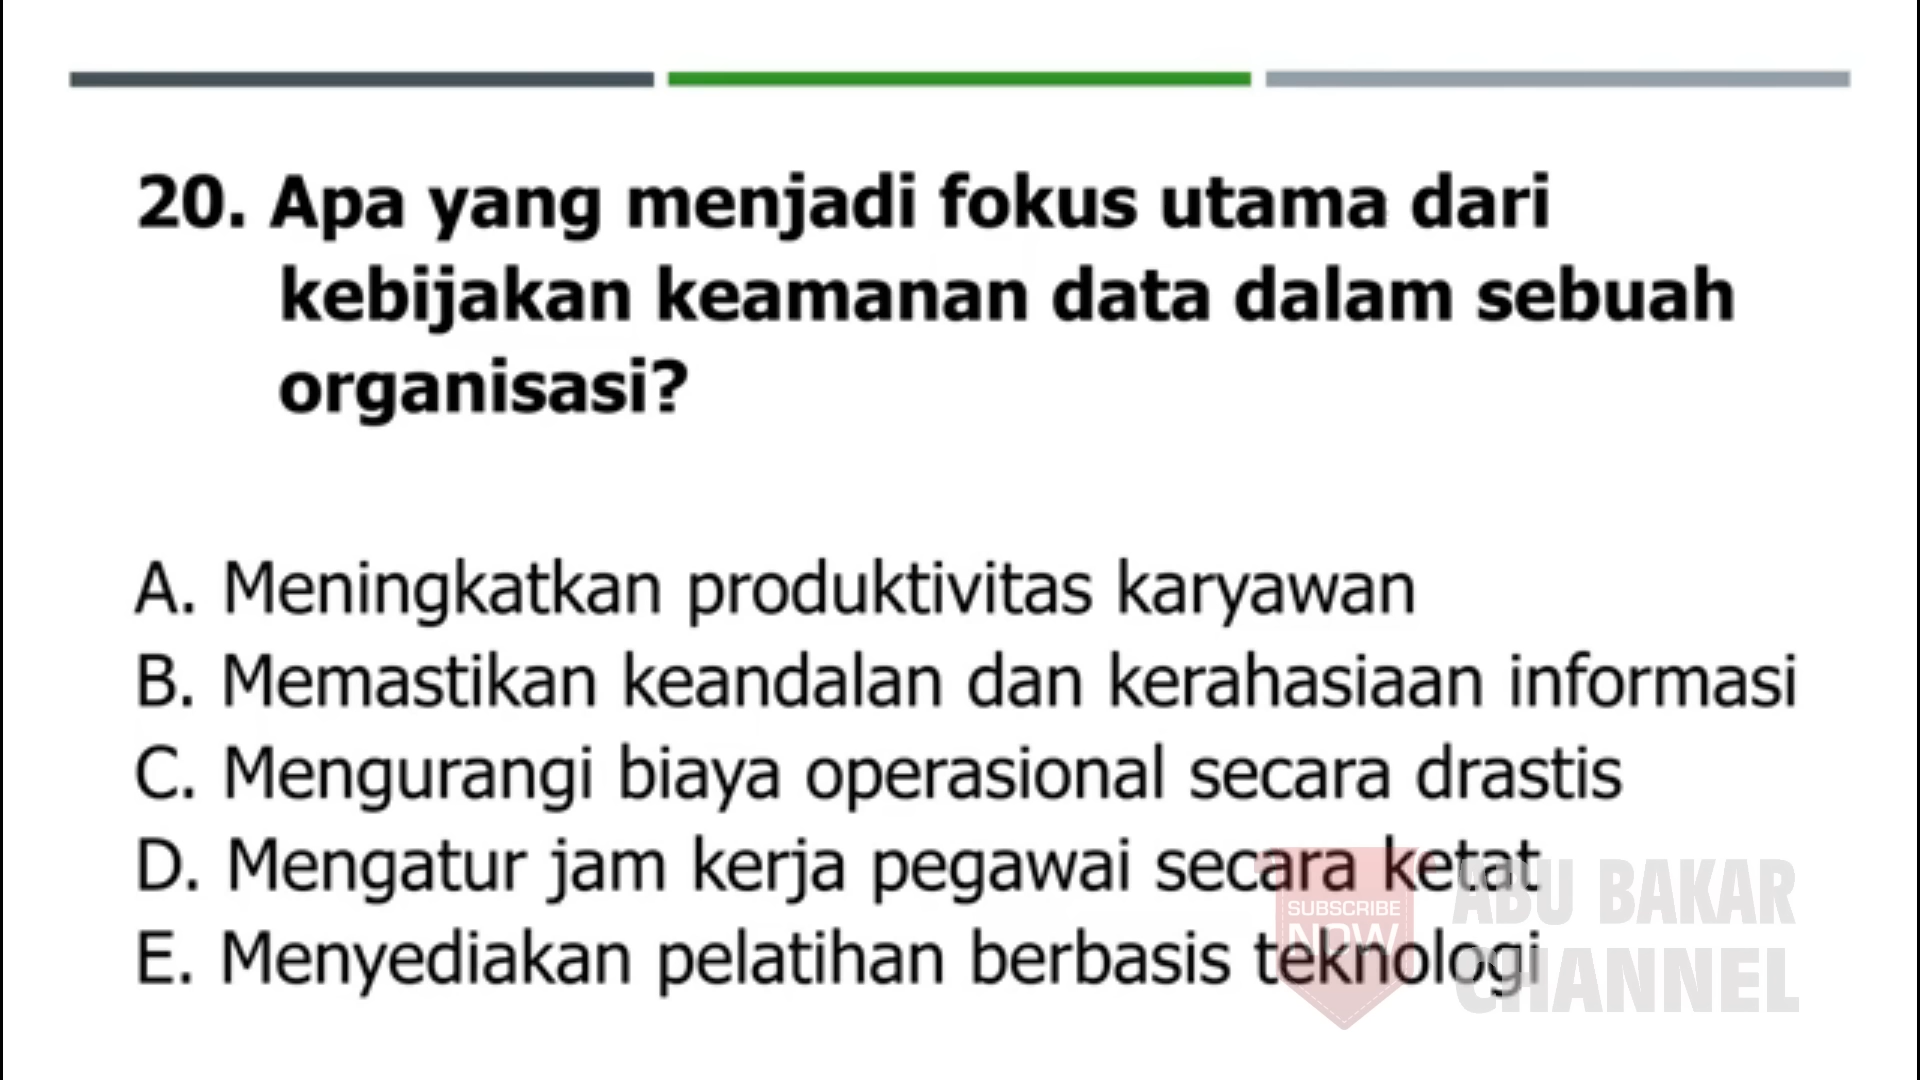 20. Apa yang menjadi fokus utama dari
kebijakan keamanan data dalam sebuah
organisasi?
A. Meningkatkan produktivitas karyawan
B. Memastikan keandalan dan kerahasiaan informasi
C. Mengurangi biaya operasional secara drastis
D. Mengatur jam kerja pegawai secara ketat
E. Menyediakan pelatihan berbasis teknologi
SUBSCRIBE
NOW
ABU BAKAR
CHANNEL